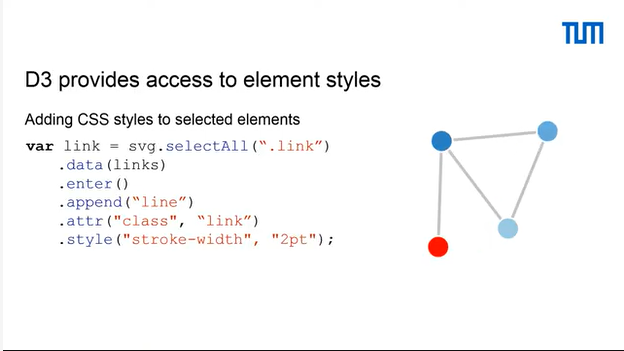 TUM
D3 provides access to element styles
Adding CSS styles to selected elements
var link = svg.selectAll(“.link”)
.data(links)
.enter()
.append(“line”)
.attr("class", “link”)
.style("stroke-width", "2pt");